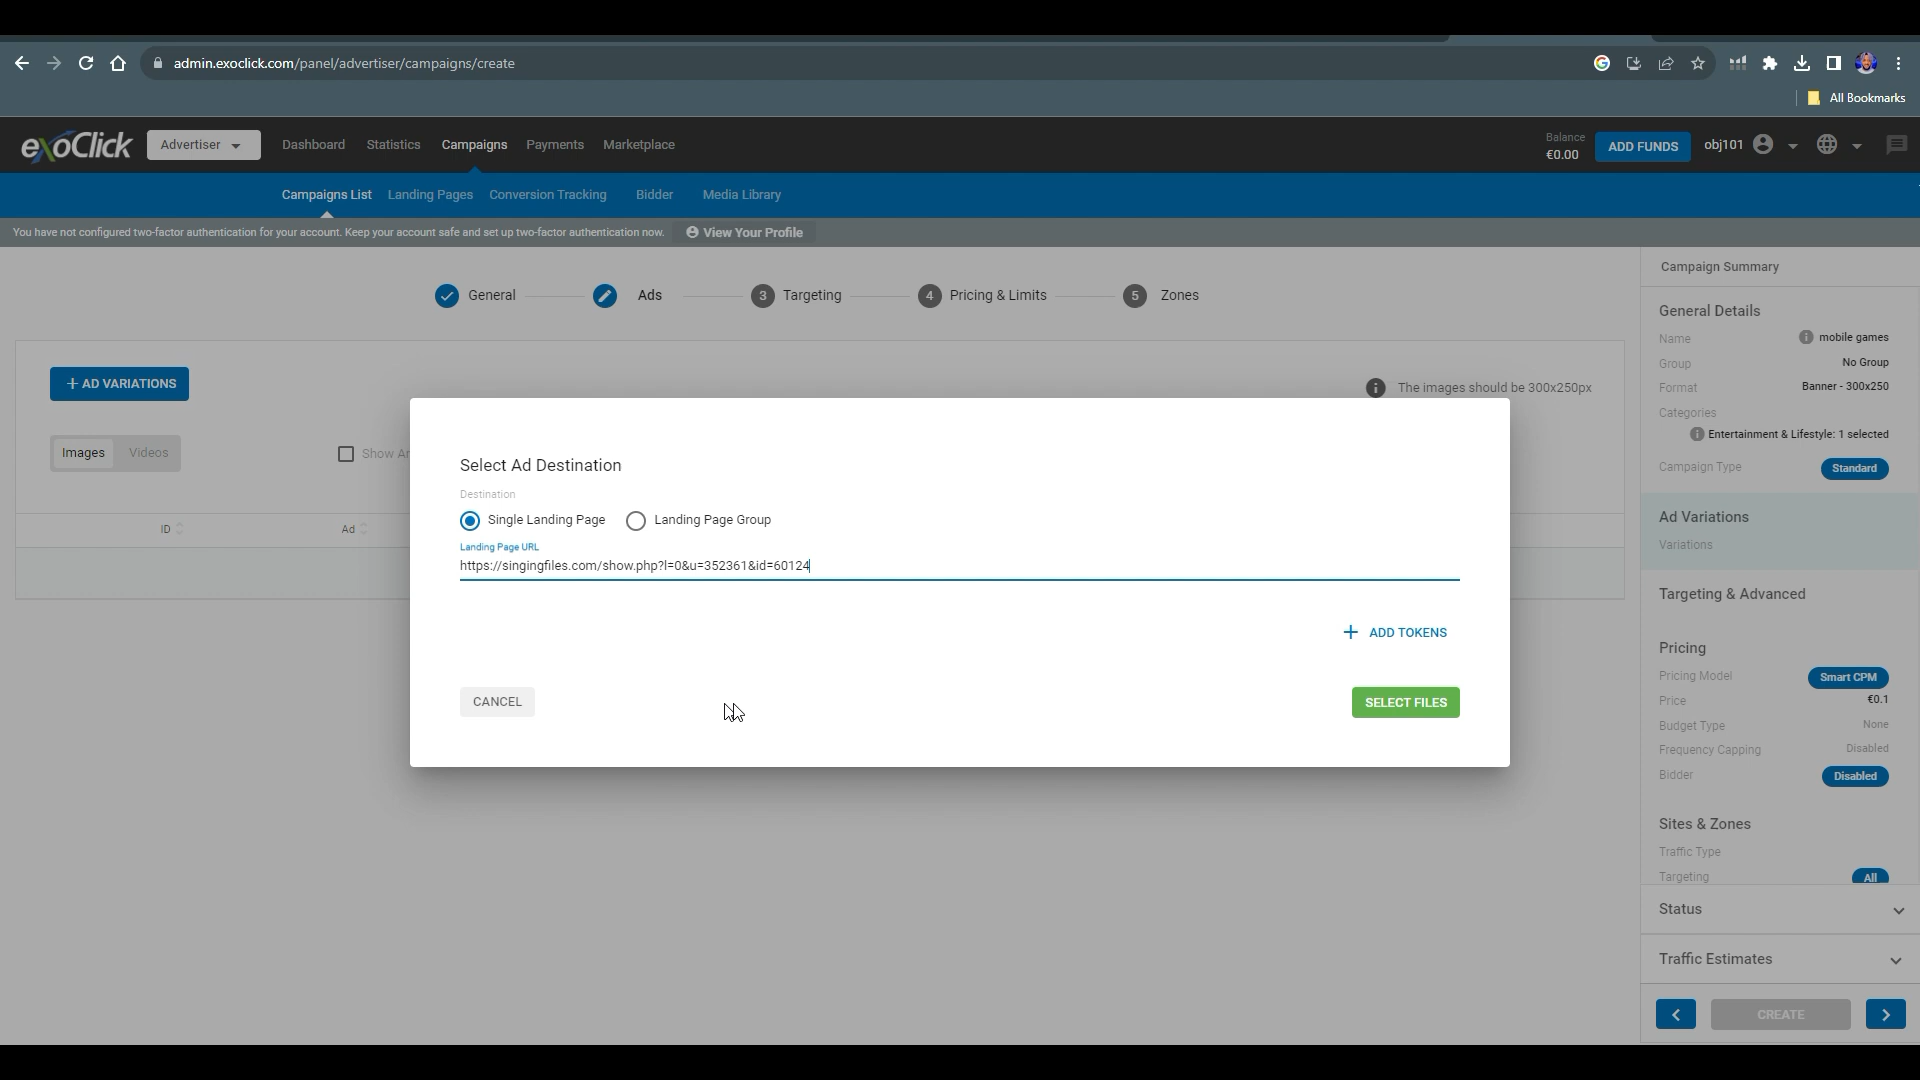 admin.exoclick.com/panel/advertiser/campaigns/create
All Bookmarks
exoClick
Advertiser
Dashboard
Statistics
Campaigns
Payments
Marketplace
Balance
€0.00
ADD FUNDS
obj101
Campaigns List
Landing Pages
Conversion Tracking
Bidder
Media Library
You have not configured two-factor authentication for your account. Keep your account safe and set up two-factor authentication now.
View Your Profile
General
Ads
3 Targeting
4 Pricing & Limits
5 Zones
+ AD VARIATIONS
The images should be 300x250px
Images
Videos
Show Ar
ID
Ad
Select Ad Destination
Destination
Single Landing Page
Landing Page Group
Landing Page URL
https://singingfiles.com/show.php?l=0&u=352361&id=60124
+ ADD TOKENS
CANCEL
SELECT FILES
Campaign Summary
General Details
Name mobile games
Group No Group
Format Banner - 300x250
Categories
Entertainment & Lifestyle: 1 selected
Campaign Type Standard
Ad Variations
Variations
Targeting & Advanced
Pricing
Pricing Model Smart CPM
Price €0.1
Budget Type None
Frequency Capping Disabled
Bidder Disabled
Sites & Zones
Traffic Type
Targeting All
Status
Traffic Estimates
CREATE